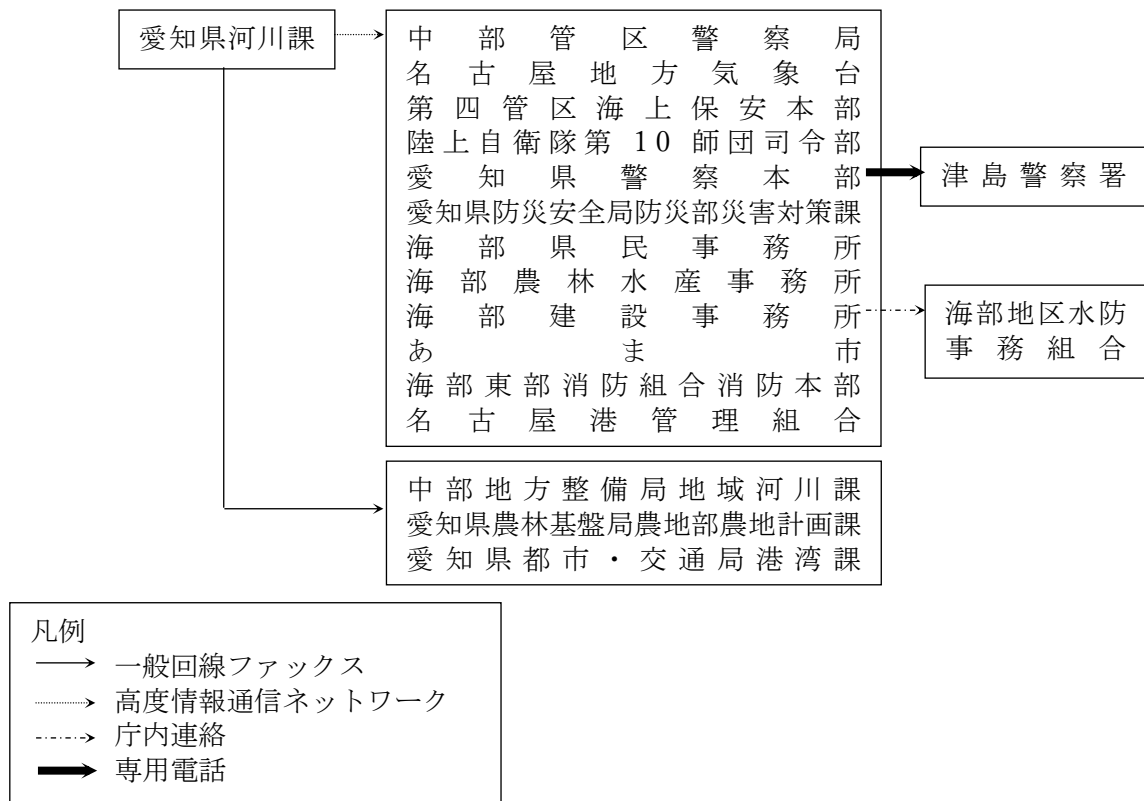 愛知県河川課
中部管区警察局
名古屋地方気象台
第四管区海上保安本部
陸上自衛隊第 10 師団司令部
愛知県警察本部
愛知県防災安全局防災部災害対策課
海部県民事務所
海部農林水産事務所
海部建設事務所
あま市
海部東部消防組合消防本部
名古屋港管理組合
津島警察署
海部地区水防
事務組合
中部地方整備局地域河川課
愛知県農林基盤局農地部農地計画課
愛知県都市・交通局港湾課
凡例
一般回線ファックス
高度情報通信ネットワーク
庁内連絡
専用電話